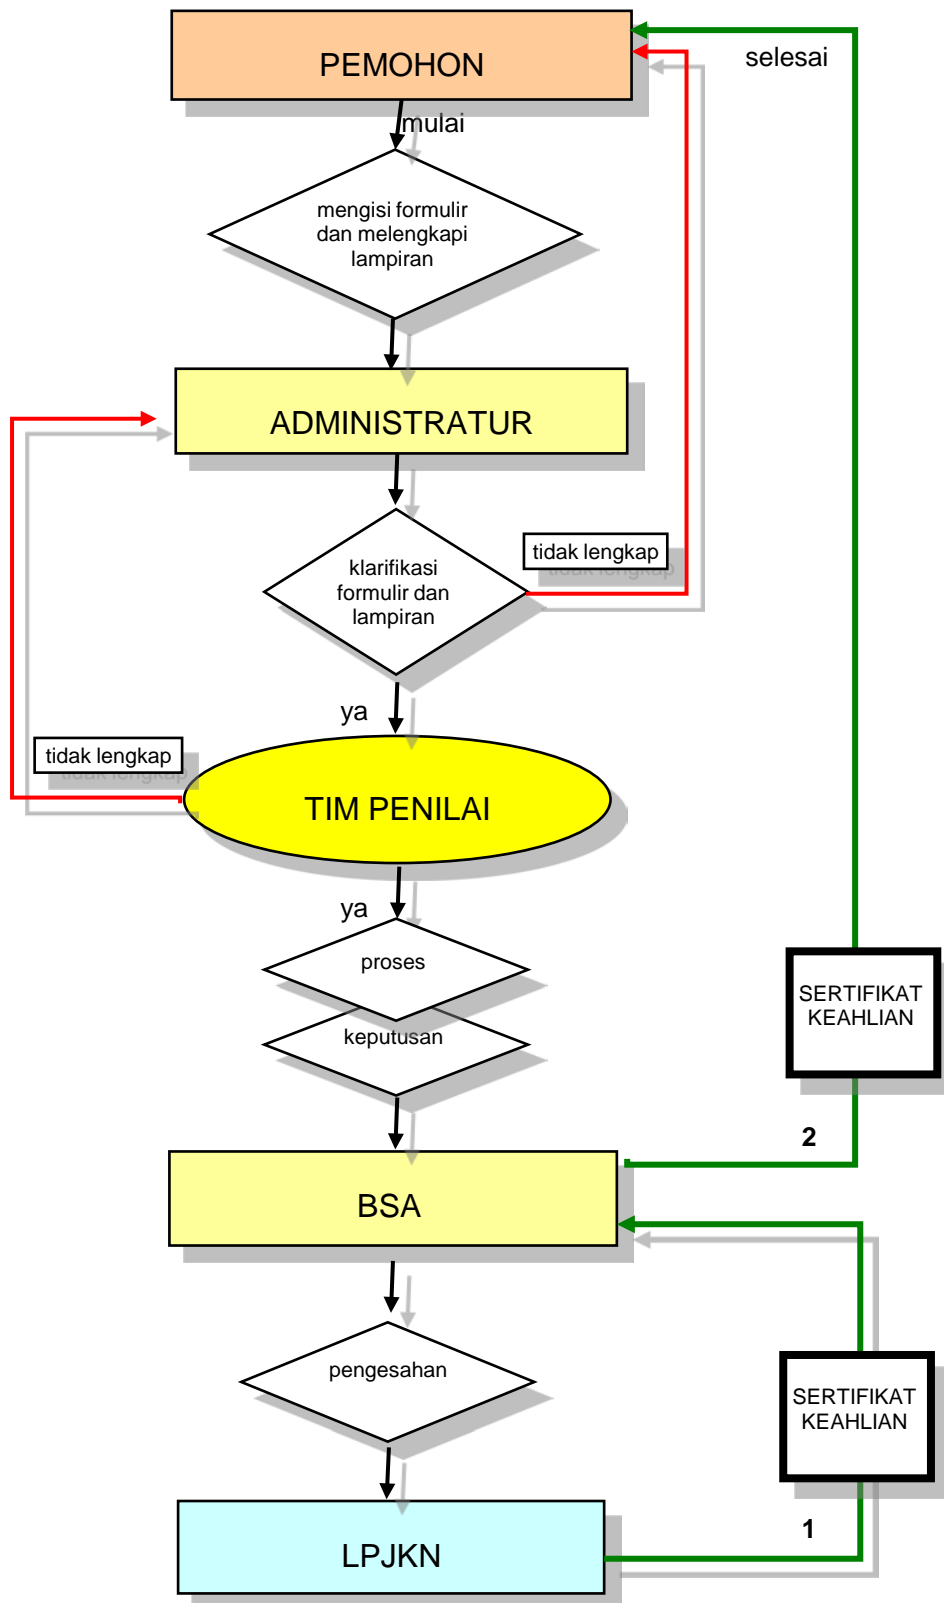 PEMOHON
selesai
mulai
mengisi formulir
dan melengkapi
lampiran
ADMINISTRATUR
tidak lengkap
klarifikasi
formulir dan
lampiran
ya
tidak lengkap
TIM PENILAI
ya
proses
SERTIFIKAT
KEAHLIAN
keputusan
2
BSA
pengesahan
SERTIFIKAT
KEAHLIAN
1
LPJKN